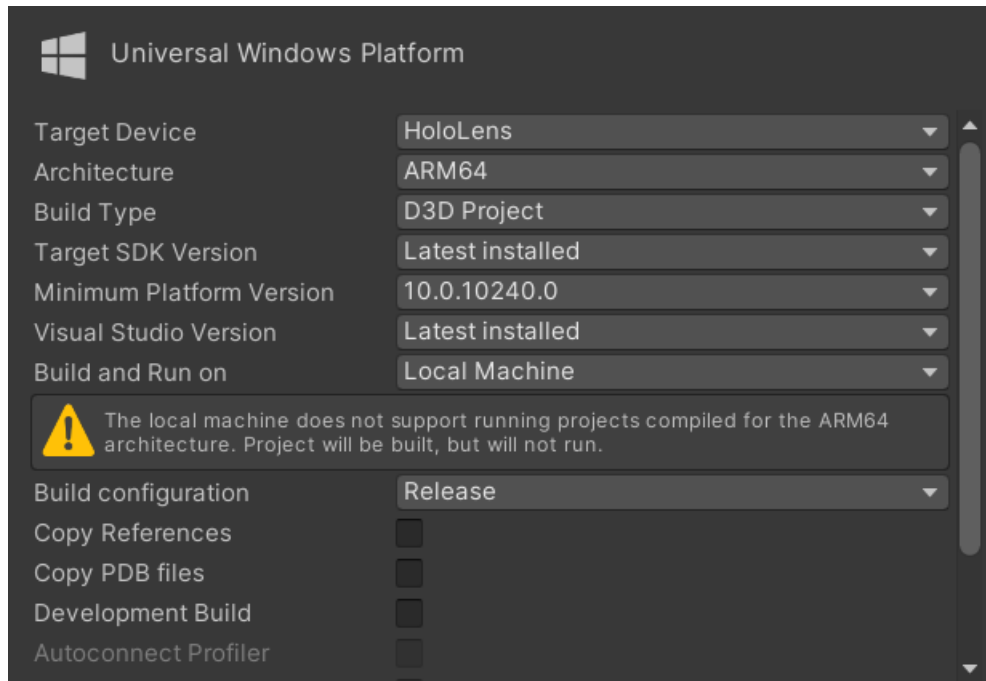 Universal Windows Platform
Target Device HoloLens
Architecture ARM64
Build Type D3D Project
Target SDK Version Latest installed
Minimum Platform Version 10.0.10240.0
Visual Studio Version Latest installed
Build and Run on Local Machine
The local machine does not support running projects compiled for the ARM64
architecture. Project will be built, but will not run.
Build configuration Release
Copy References
Copy PDB files
Development Build
Autoconnect Profiler